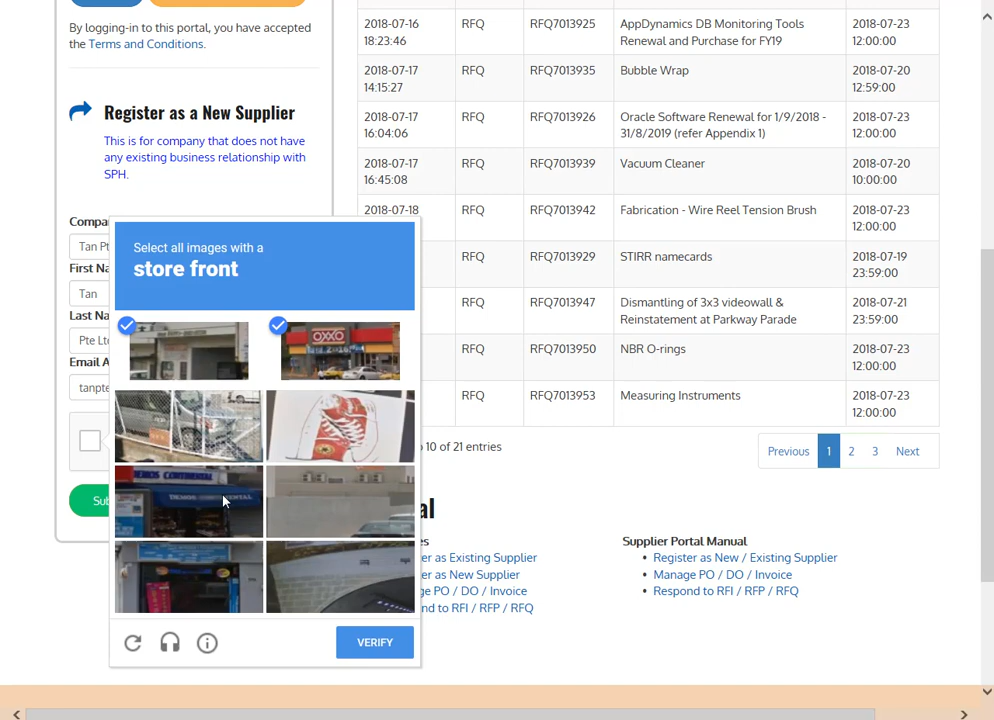 By logging-in to this portal, you have accepted
the Terms and Conditions.
Register as a New Supplier
This is for company that does not have
any existing business relationship with
SPH.
Compa
Tan Pt
First Na
Tan
Last Na
Pte Ltd
Email A
tanpte
Sub
Select all images with a
store front
OXXO
DEMOS CONTINENTAL
VERIFY
2018-07-16 18:23:46 RFQ RFQ7013925 AppDynamics DB Monitoring Tools Renewal and Purchase for FY19 2018-07-23 12:00:00
2018-07-17 14:15:27 RFQ RFQ7013935 Bubble Wrap 2018-07-20 12:59:00
2018-07-17 16:04:06 RFQ RFQ7013926 Oracle Software Renewal for 1/9/2018 - 31/8/2019 (refer Appendix 1) 2018-07-23 12:00:00
2018-07-17 16:45:08 RFQ RFQ7013939 Vacuum Cleaner 2018-07-20 10:00:00
2018-07-18 RFQ RFQ7013942 Fabrication - Wire Reel Tension Brush 2018-07-23 12:00:00
RFQ RFQ7013929 STIRR namecards 2018-07-19 23:59:00
RFQ RFQ7013947 Dismantling of 3x3 videowall & Reinstatement at Parkway Parade 2018-07-21 23:59:00
RFQ RFQ7013950 NBR O-rings 2018-07-23 12:00:00
RFQ RFQ7013953 Measuring Instruments 2018-07-23 12:00:00
o 10 of 21 entries
Previous 1 2 3 Next
al
es
er as Existing Supplier
er as New Supplier
ge PO / DO / Invoice
nd to RFI / RFP / RFQ
Supplier Portal Manual
Register as New / Existing Supplier
Manage PO / DO / Invoice
Respond to RFI / RFP / RFQ